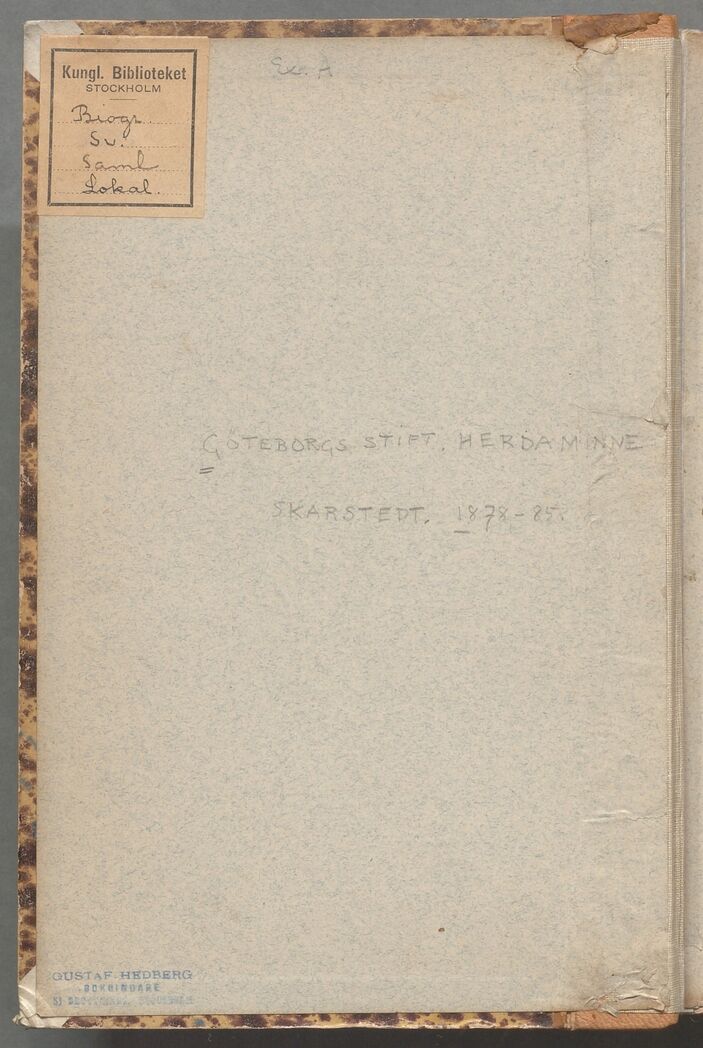 Kungl. Biblioteket
STOCKHOLM
Biogr.
Sv.
Saml
Lokal.
Ex. A
GÖTEBORGS STIFT. HERDAMINNE
SKARSTEDT. 1878-85.
GUSTAF HEDBERG
BOKBINDARE